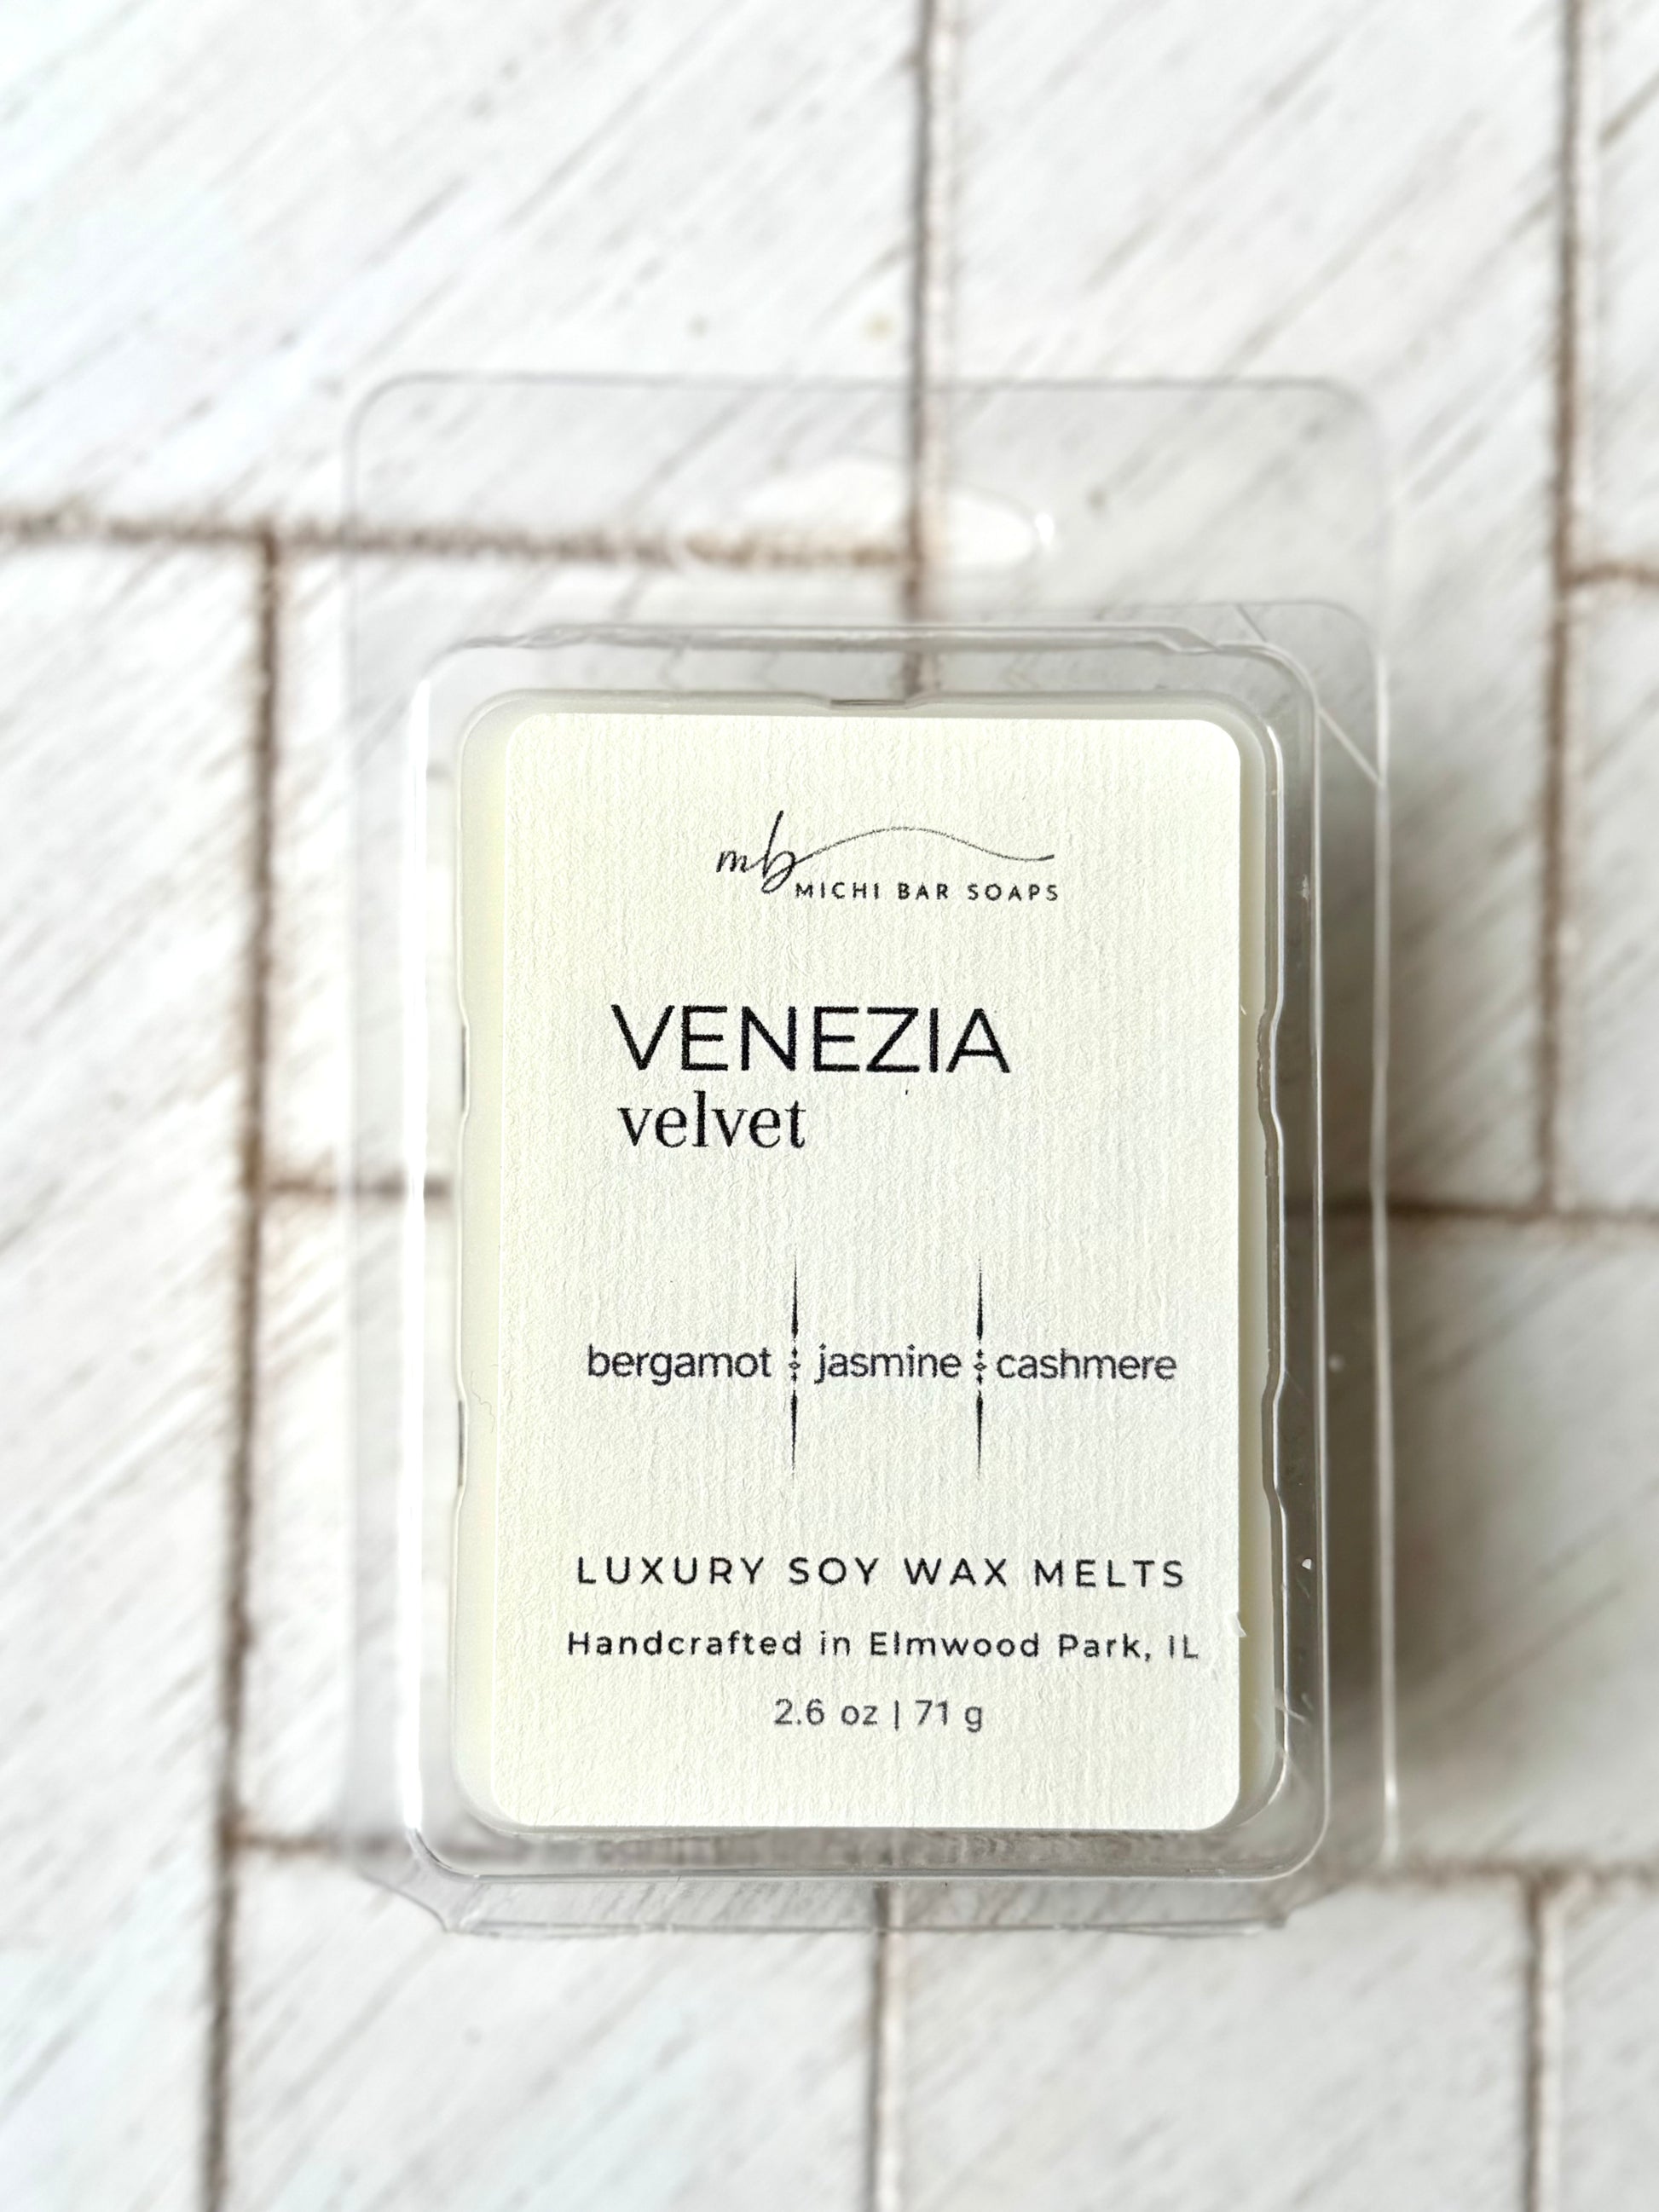 mb
MICHI BAR SOAPS
VENEZIA
velvet
bergamot jasmine cashmere
LUXURY SOY WAX MELTS
Handcrafted in Elmwood Park, IL
2.6 oz | 71 g